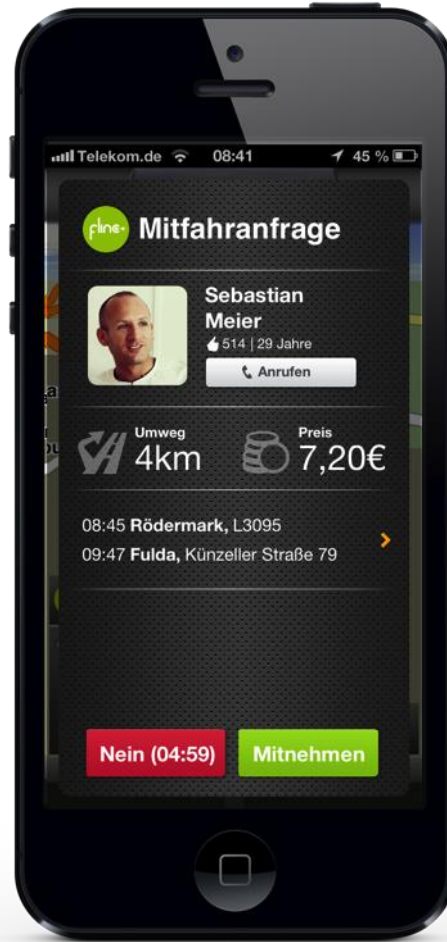 Telekom.de 08:41 45 %
flinc+
Mitfahranfrage
Sebastian
Meier
514 | 29 Jahre
Anrufen
Umweg
4km
Preis
7,20€
08:45 Rödermark, L3095
09:47 Fulda, Künzeller Straße 79
Nein (04:59)
Mitnehmen